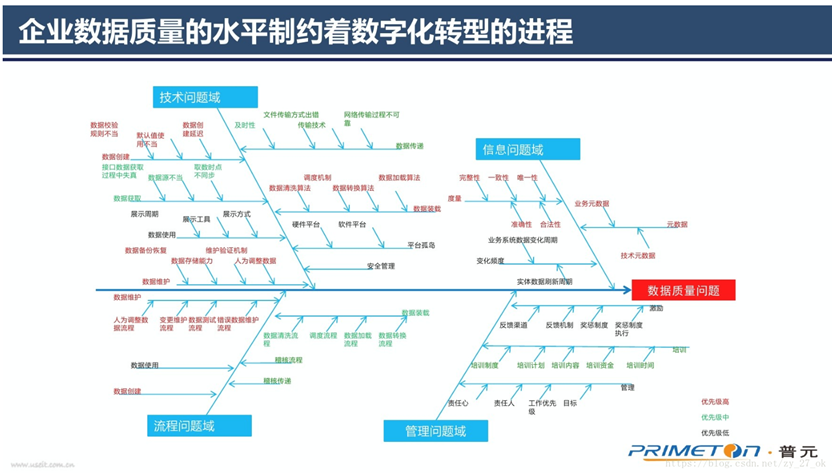 企业数据质量的水平制约着数字化转型的进程
技术问题域
数据校验
规则不当
默认值使
用不当
数据创
建延迟
数据创建
及时性
文件传输方式出错
传输技术
网络传输过程不可
靠
数据传递
接口数据获取
过程中失真
数据源不当
取数时点
不同步
数据获取
调度机制
数据清洗算法
数据转换算法
数据加载算法
数据装载
展示周期
展示工具
展示方式
数据使用
硬件平台
软件平台
平台孤岛
数据备份恢复
数据存储能力
维护验证机制
人为调整数据
数据维护
安全管理
信息问题域
完整性
一致性
唯一性
度量
准确性
合法性
业务元数据
元数据
技术元数据
业务系统数据变化周期
变化频度
实体数据刷新周期
数据质量问题
数据维护
人为调整数
据流程
变更维护
流程
数据测试
流程
错误数据维护
流程
数据装载
数据清洗流
程
调度流程
数据加载
流程
数据转换
流程
数据使用
稽核流程
稽核传递
数据创建
流程问题域
激励
反馈渠道
反馈机制
奖惩制度
奖惩制度
执行
培训
培训制度
培训计划
培训内容
培训资金
培训时间
管理
责任心
责任人
工作优先
级
目标
管理问题域
优先级高
优先级中
优先级低
PRIMETON·普元
https://blog.csdn.net/zy_27_ok